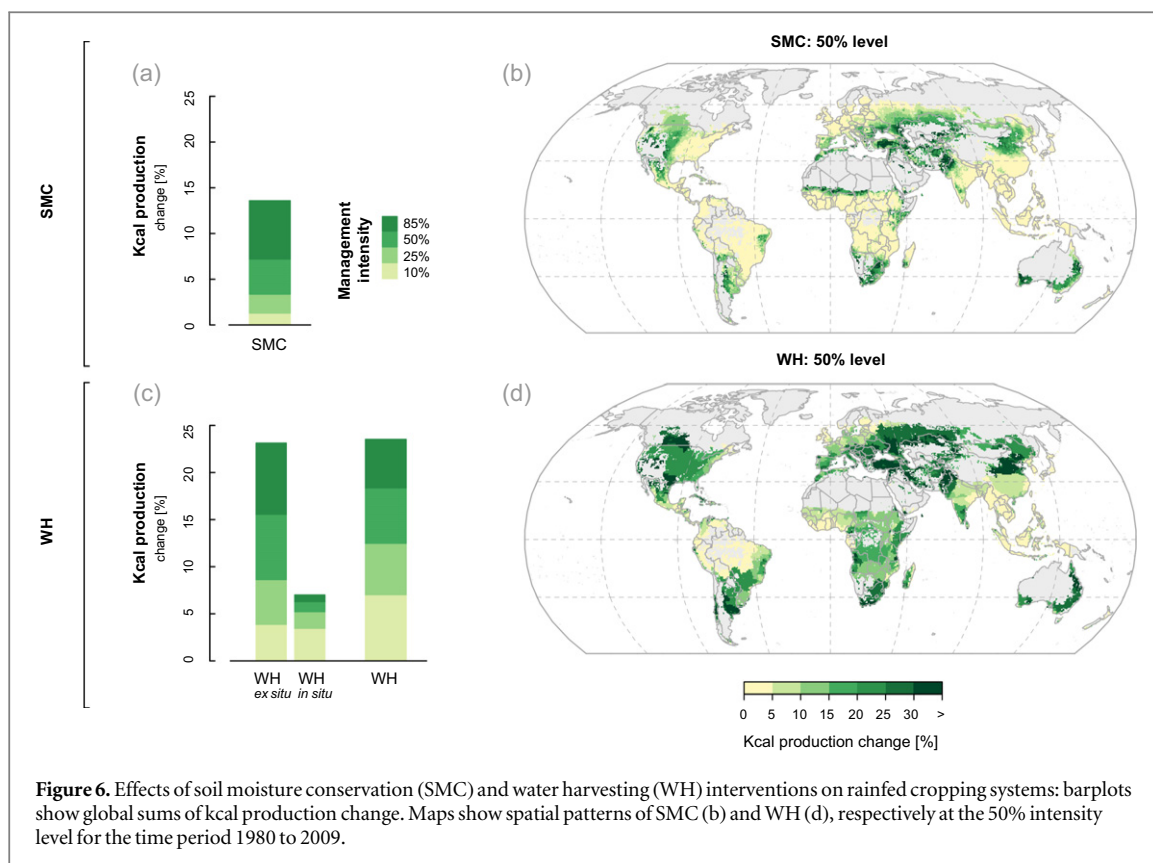 SMC
(a)
Kcal production
change [%]
0
5
10
15
20
25
SMC
Management
intensity
85%
50%
25%
10%
(b)
SMC: 50% level
WH
(c)
Kcal production
change [%]
0
5
10
15
20
25
WH
ex situ
WH
in situ
WH
(d)
WH: 50% level
0 5 10 15 20 25 30 >
Kcal production change [%]
Figure 6. Effects of soil moisture conservation (SMC) and water harvesting (WH) interventions on rainfed cropping systems: barplots
show global sums of kcal production change. Maps show spatial patterns of SMC (b) and WH (d), respectively at the 50% intensity
level for the time period 1980 to 2009.